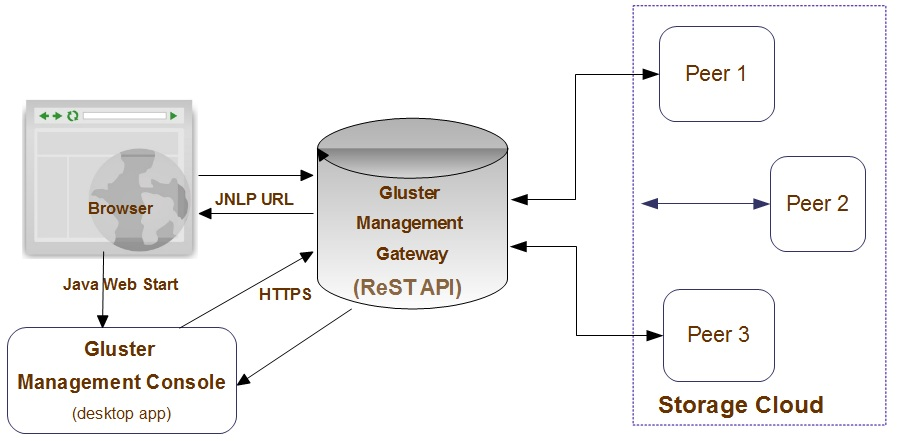 Peer 1
Browser
JNLP URL
Gluster
Management
Gateway
(ReST API)
Peer 2
Java Web Start
HTTPS
Peer 3
Gluster
Management Console
(desktop app)
Storage Cloud